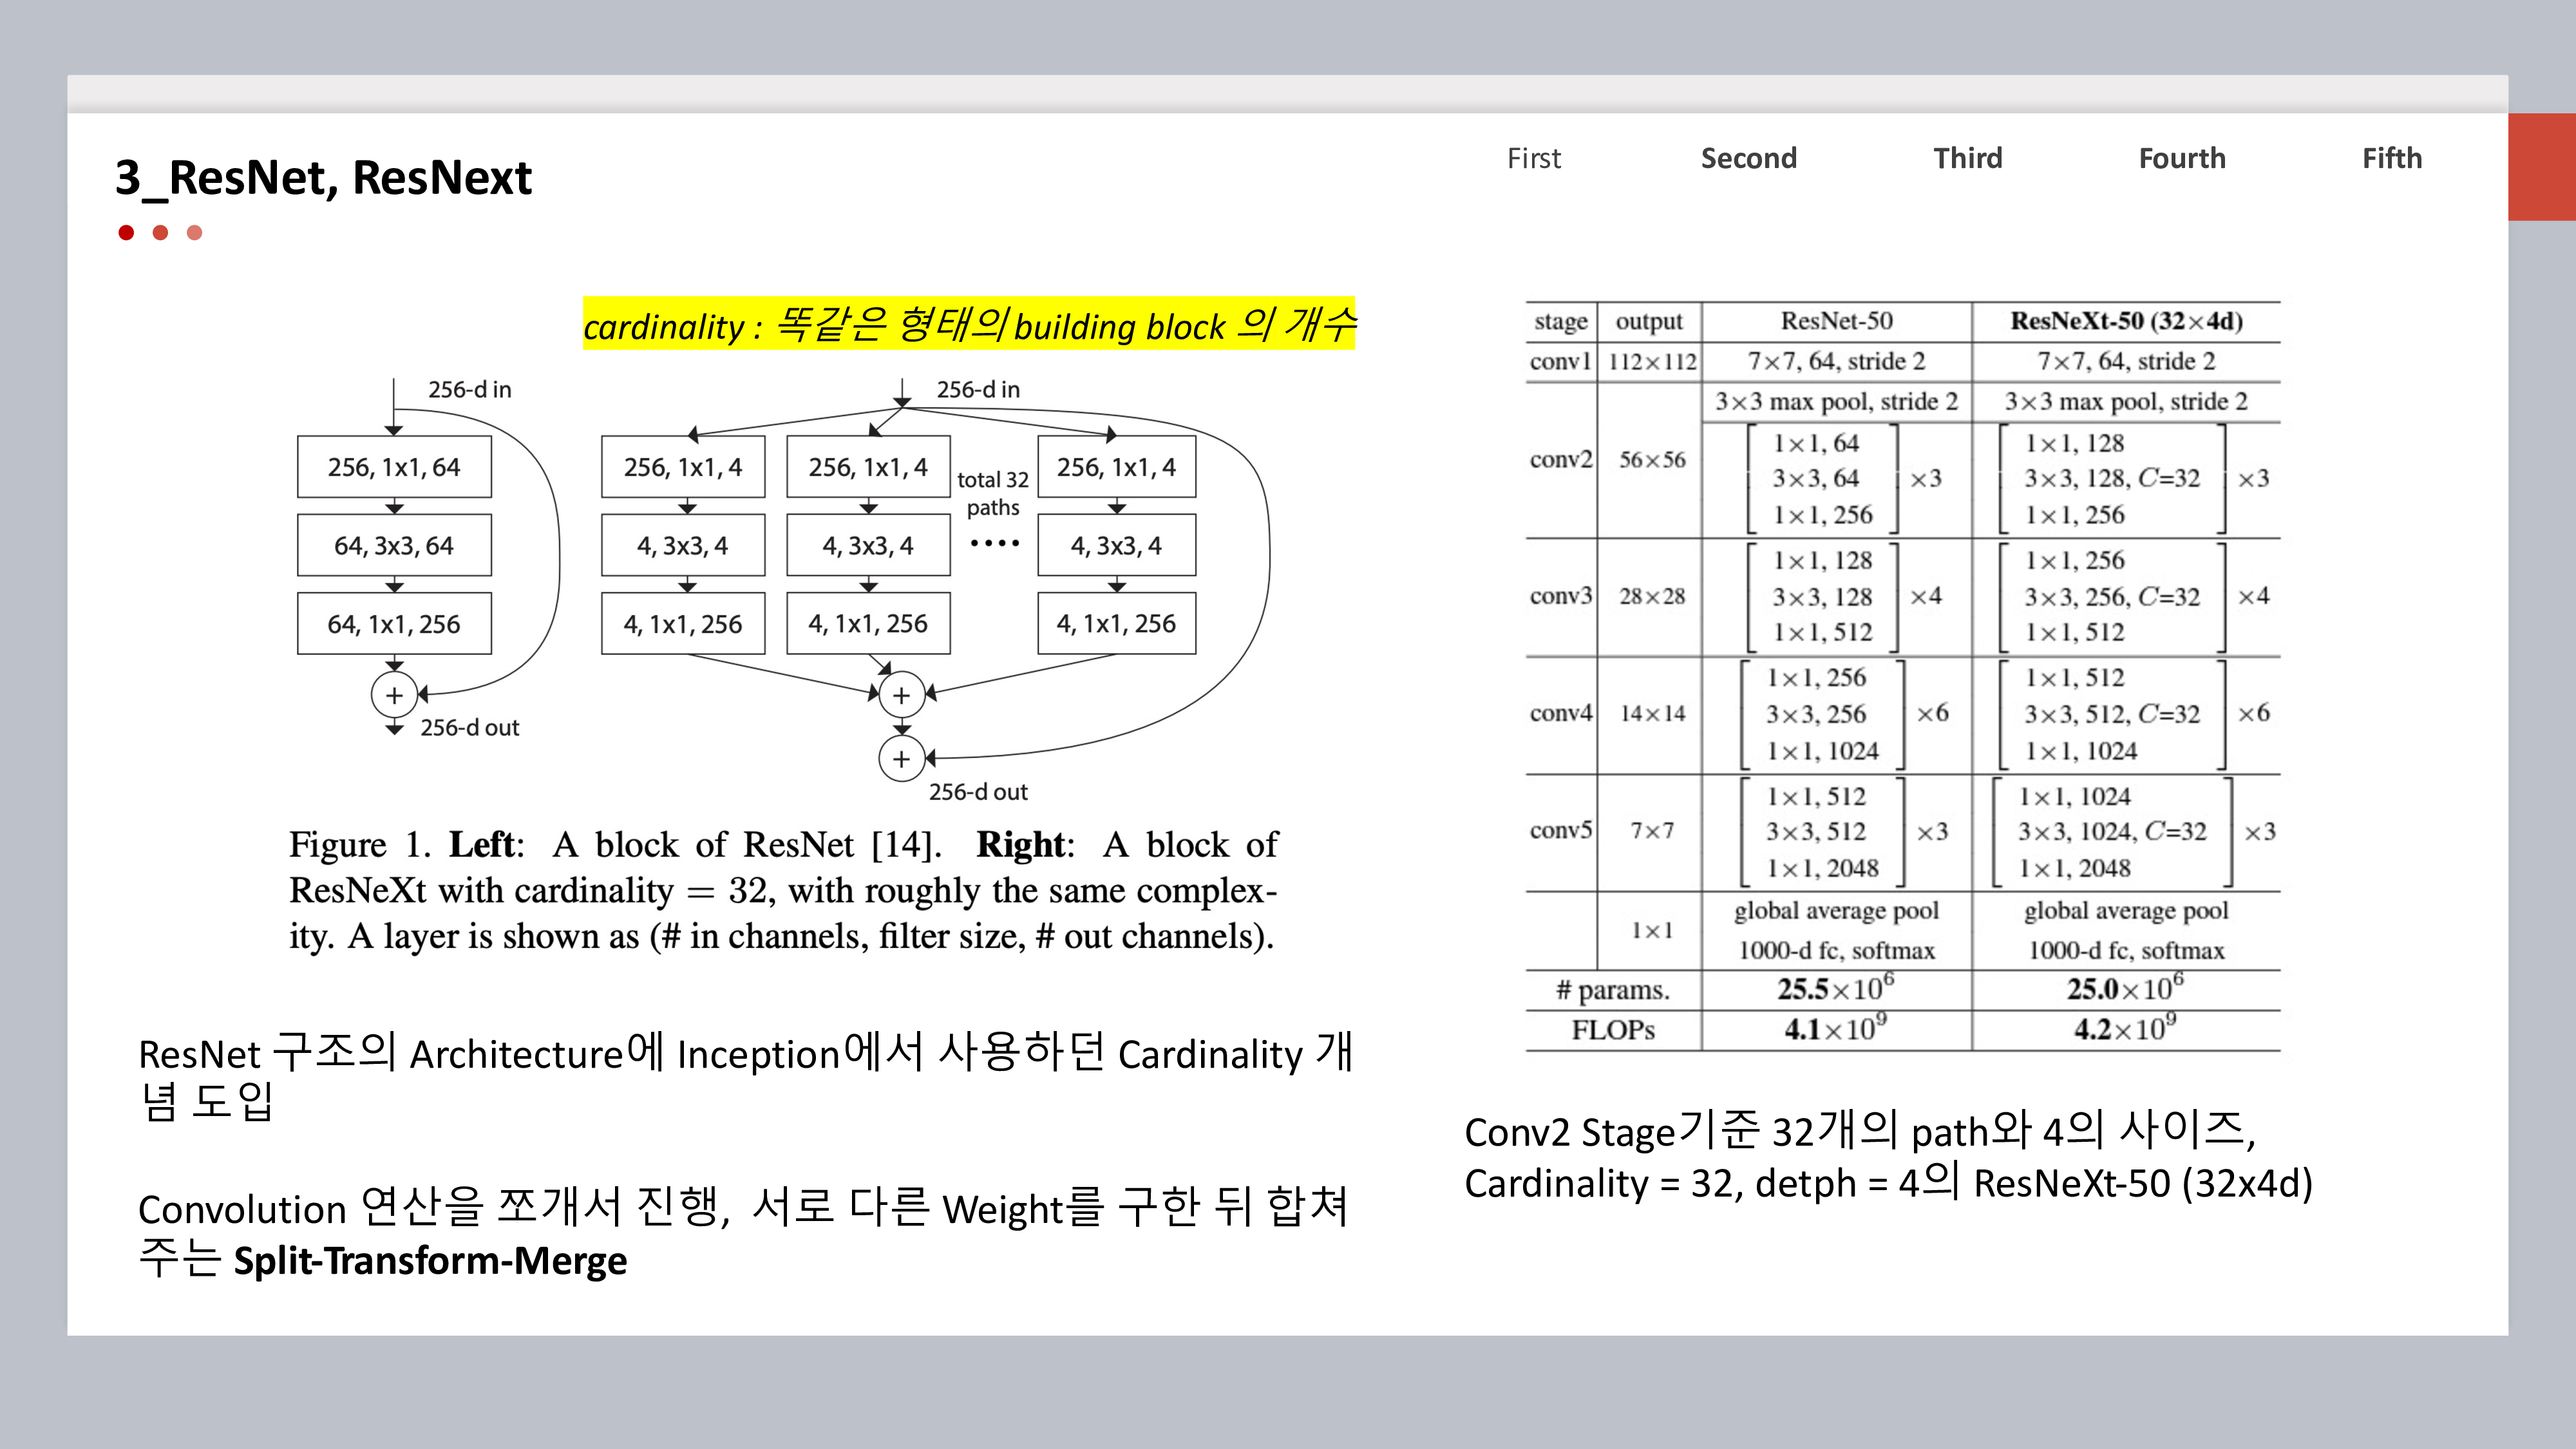 3_ResNet, ResNext
First Second Third Fourth Fifth
cardinality : 똑같은 형태의 building block 의 개수
256-d in
256, 1x1, 64
64, 3x3, 64
64, 1x1, 256
+
256-d out
256-d in
256, 1x1, 4 256, 1x1, 4 256, 1x1, 4
total 32
paths
4, 3x3, 4 4, 3x3, 4 •••• 4, 3x3, 4
4, 1x1, 256 4, 1x1, 256 4, 1x1, 256
+
+
256-d out
Figure 1. Left: A block of ResNet [14]. Right: A block of
ResNeXt with cardinality = 32, with roughly the same complex-
ity. A layer is shown as (# in channels, filter size, # out channels).
ResNet 구조의 Architecture에 Inception에서 사용하던 Cardinality 개
념 도입
Convolution 연산을 쪼개서 진행, 서로 다른 Weight를 구한 뒤 합쳐
주는 Split-Transform-Merge
stage output ResNet-50 ResNeXt-50 (32×4d)
conv1 112×112 7×7, 64, stride 2 7×7, 64, stride 2
3×3 max pool, stride 2 3×3 max pool, stride 2
1×1, 64 1×1, 128
conv2 56×56 3×3, 64 ×3 3×3, 128, C=32 ×3
1×1, 256 1×1, 256
1×1, 128 1×1, 256
conv3 28×28 3×3, 128 ×4 3×3, 256, C=32 ×4
1×1, 512 1×1, 512
1×1, 256 1×1, 512
conv4 14×14 3×3, 256 ×6 3×3, 512, C=32 ×6
1×1, 1024 1×1, 1024
1×1, 512 1×1, 1024
conv5 7×7 3×3, 512 ×3 3×3, 1024, C=32 ×3
1×1, 2048 1×1, 2048
global average pool global average pool
1×1
1000-d fc, softmax 1000-d fc, softmax
# params. 25.5×10⁶ 25.0×10⁶
FLOPs 4.1×10⁹ 4.2×10⁹
Conv2 Stage기준 32개의 path와 4의 사이즈,
Cardinality = 32, detph = 4의 ResNeXt-50 (32x4d)